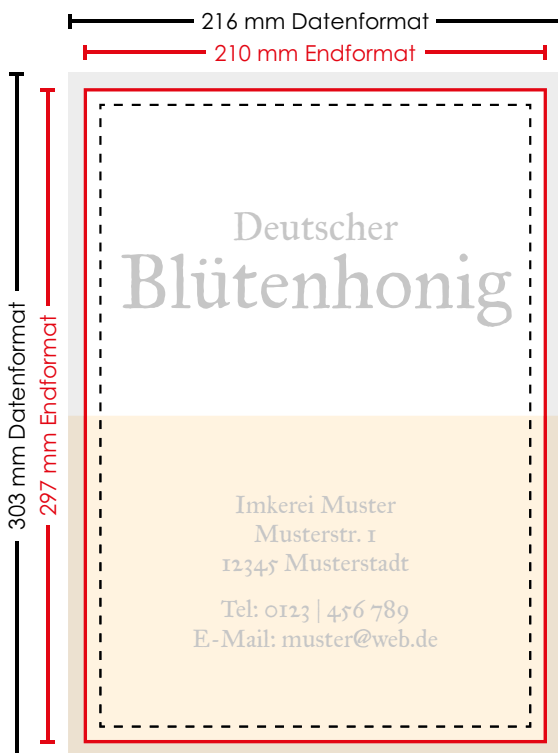 216 mm Datenformat
210 mm Endformat
303 mm Datenformat
297 mm Endformat
Deutscher
Blütenhonig
Imkerei Muster
Musterstr. 1
12345 Musterstadt
Tel: 0123 | 456 789
E-Mail: muster@web.de